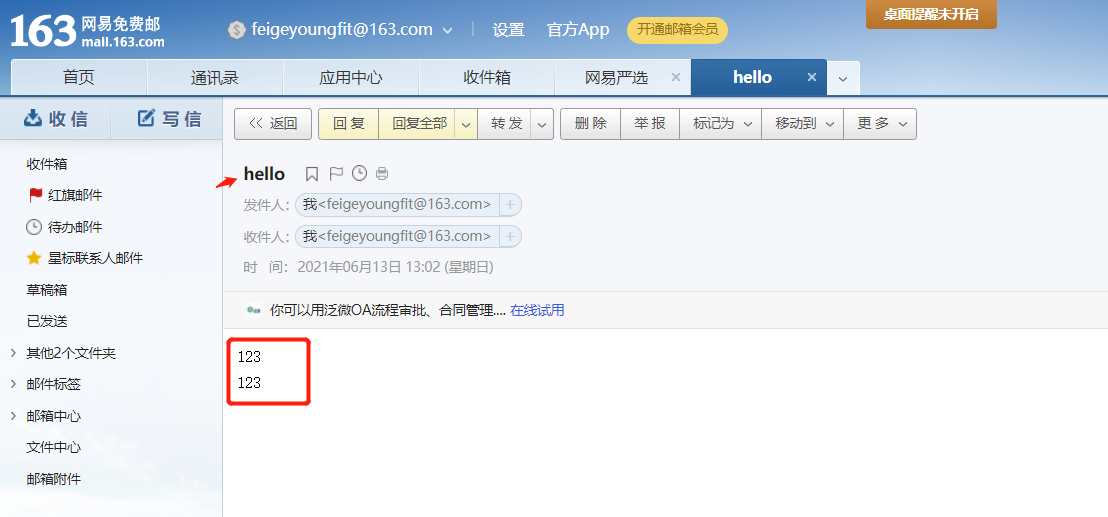 163 网易免费邮
mail.163.com
feigeyoungfit@163.com
设置
官方App
开通邮箱会员
桌面提醒未开启
首页
通讯录
应用中心
收件箱
网易严选
hello
收 信
写 信
<< 返回
回 复
回复全部
转 发
删 除
举 报
标记为
移动到
更 多
收件箱
红旗邮件
待办邮件
星标联系人邮件
草稿箱
已发送
其他2个文件夹
邮件标签
邮箱中心
文件中心
邮箱附件
hello
发件人： 我<feigeyoungfit@163.com> +
收件人： 我<feigeyoungfit@163.com> +
时 间： 2021年06月13日 13:02 (星期日)
你可以用泛微OA流程审批、合同管理.... 在线试用
123
123